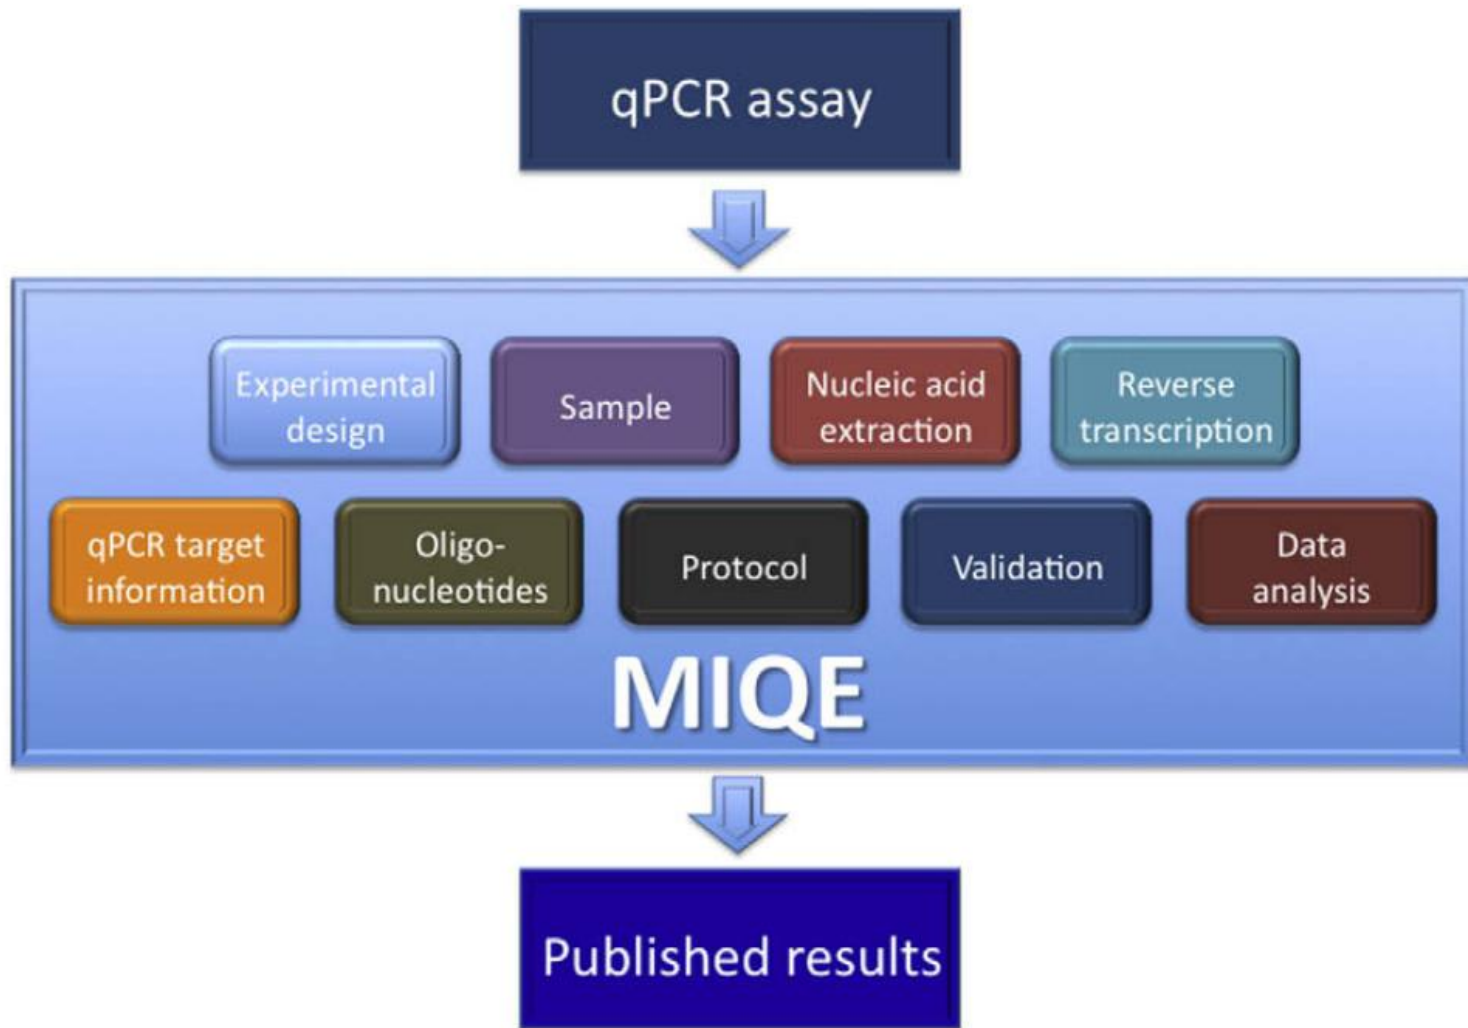 qPCR assay
Experimental
design
Sample
Nucleic acid
extraction
Reverse
transcription
qPCR target
information
Oligo-
nucleotides
Protocol
Validation
Data
analysis
MIQE
Published results